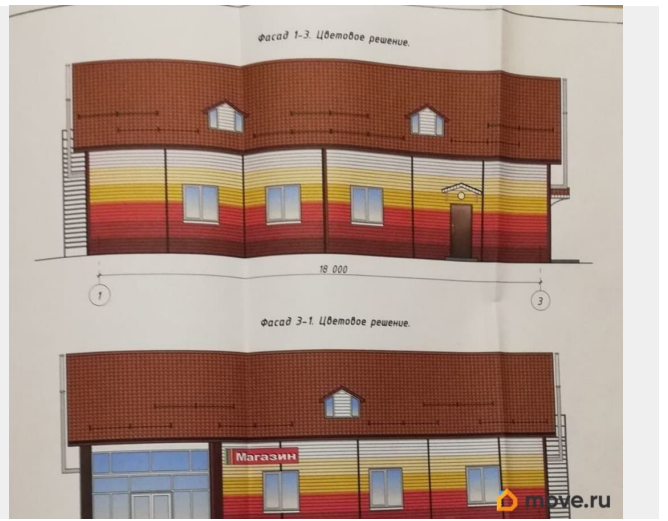 Фасад 1-3. Цветовое решение.
18 000
1
3
Фасад 3-1. Цветовое решение.
Магазин
move.ru